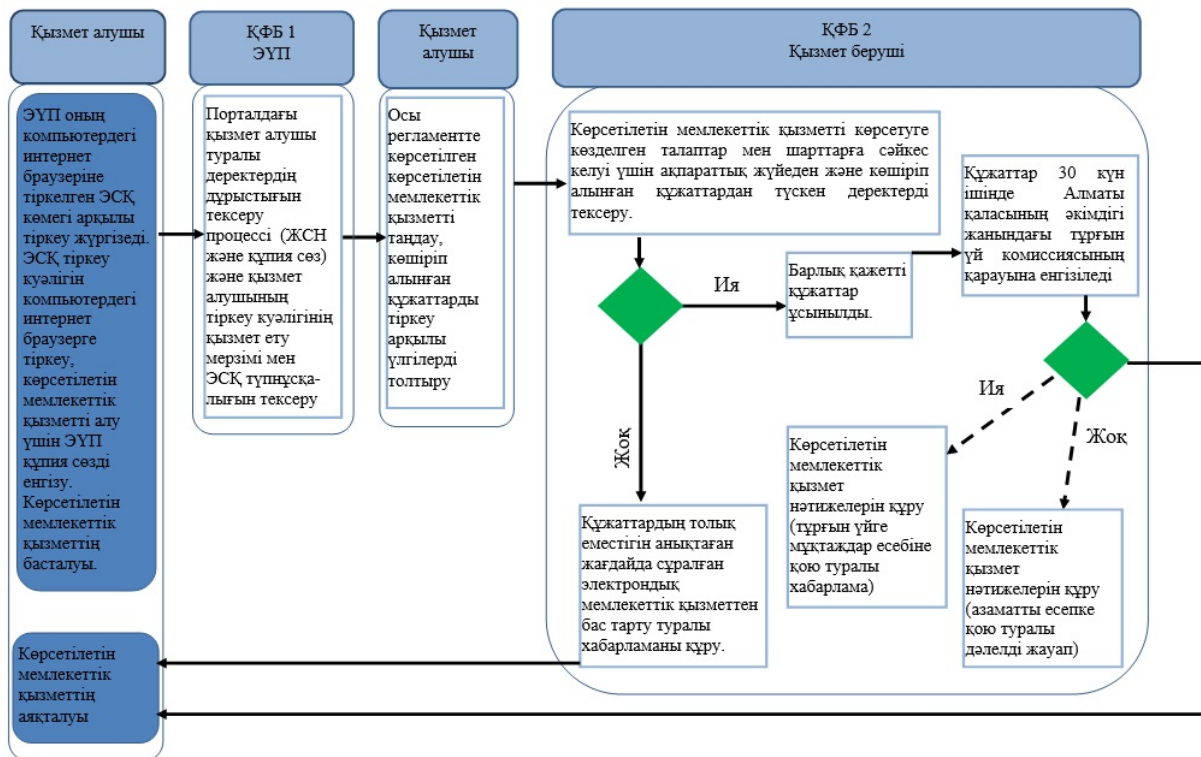 Қызмет алушы
ҚФБ 1
ЭҮП
Қызмет
алушы
ҚФБ 2
Қызмет беруші
ЭҮП оның
компьютердегі
интернет
браузеріне
тіркелген ЭСҚ
көмегі арқылы
тіркеу жүргізеді.
ЭСҚ тіркеу
куәлігін
компьютердегі
интернет
браузерге
тіркеу,
көрсетілетін
мемлекеттік
қызметті алу
үшін ЭҮП
құпия сөзді
енгізу.
Көрсетілетін
мемлекеттік
қызметтің
басталуы.
Порталдағы
қызмет алушы
туралы
деректердің
дұрыстығын
тексеру
процессі (ЖСН
және құпия сөз)
және қызмет
алушының
тіркеу куәлігінің
қызмет ету
мерзімі мен
ЭСҚ түпнұсқа-
лығын тексеру
Осы
регламентте
көрсетілген
көрсетілетін
мемлекеттік
қызметті
таңдау,
көшіріп
алынған
құжаттарды
тіркеу
арқылы
үлгілерді
толтыру
Көрсетілетін мемлекеттік қызметті көрсетуге
көзделген талаптар мен шарттарға сәйкес
келуі үшін ақпараттық жүйеден және көшіріп
алынған құжаттардан түскен деректерді
тексеру.
Құжаттар 30 күн
ішінде Алматы
қаласының әкімдігі
жанындағы тұрғын
үй комиссиясының
қарауына енгізіледі
Ия
Барлық қажетті
құжаттар
ұсынылды.
Ия
Жоқ
Жоқ
Көрсетілетін
мемлекеттік
қызмет
нәтижелерін құру
(тұрғын үйге
мұқтаждар есебіне
қою туралы
хабарлама)
Көрсетілетін
мемлекеттік
қызмет
нәтижелерін құру
(азаматты есепке
қою туралы
дәлелді жауап)
Құжаттардың толық
еместігін анықтаған
жағдайда сұралған
электрондық
мемлекеттік қызметтен
бас тарту туралы
хабарламаны құру.
Көрсетілетін
мемлекеттік
қызметтің
аяқталуы